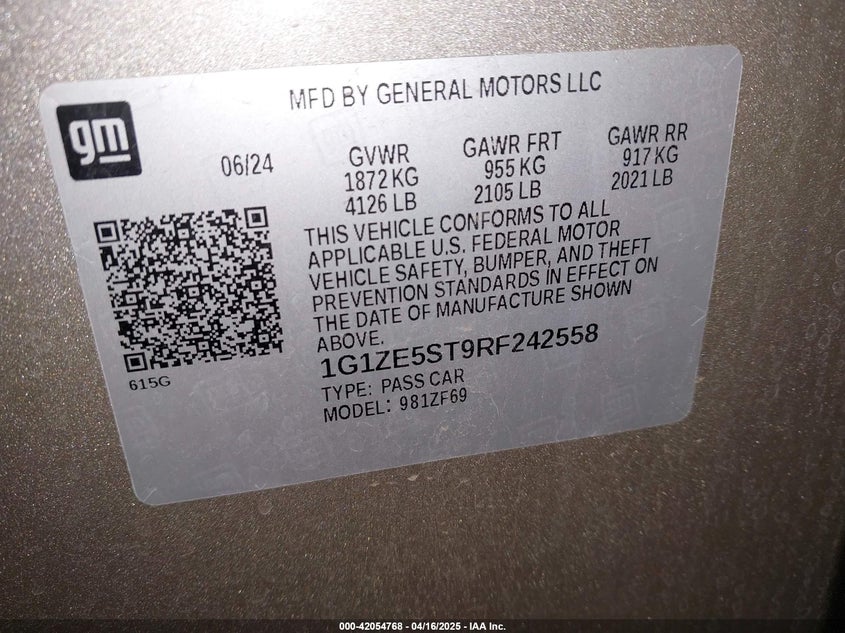 MFD BY GENERAL MOTORS LLC
gm
06/24
GVWR
1872 KG
4126 LB
GAWR FRT
955 KG
2105 LB
GAWR RR
917 KG
2021 LB
THIS VEHICLE CONFORMS TO ALL
APPLICABLE U.S. FEDERAL MOTOR
VEHICLE SAFETY, BUMPER, AND THEFT
PREVENTION STANDARDS IN EFFECT ON
THE DATE OF MANUFACTURE SHOWN
ABOVE.
1G1ZE5ST9RF242558
TYPE: PASS CAR
MODEL: 981ZF69
615G
000-42054768 - 04/16/2025 - IAA Inc.